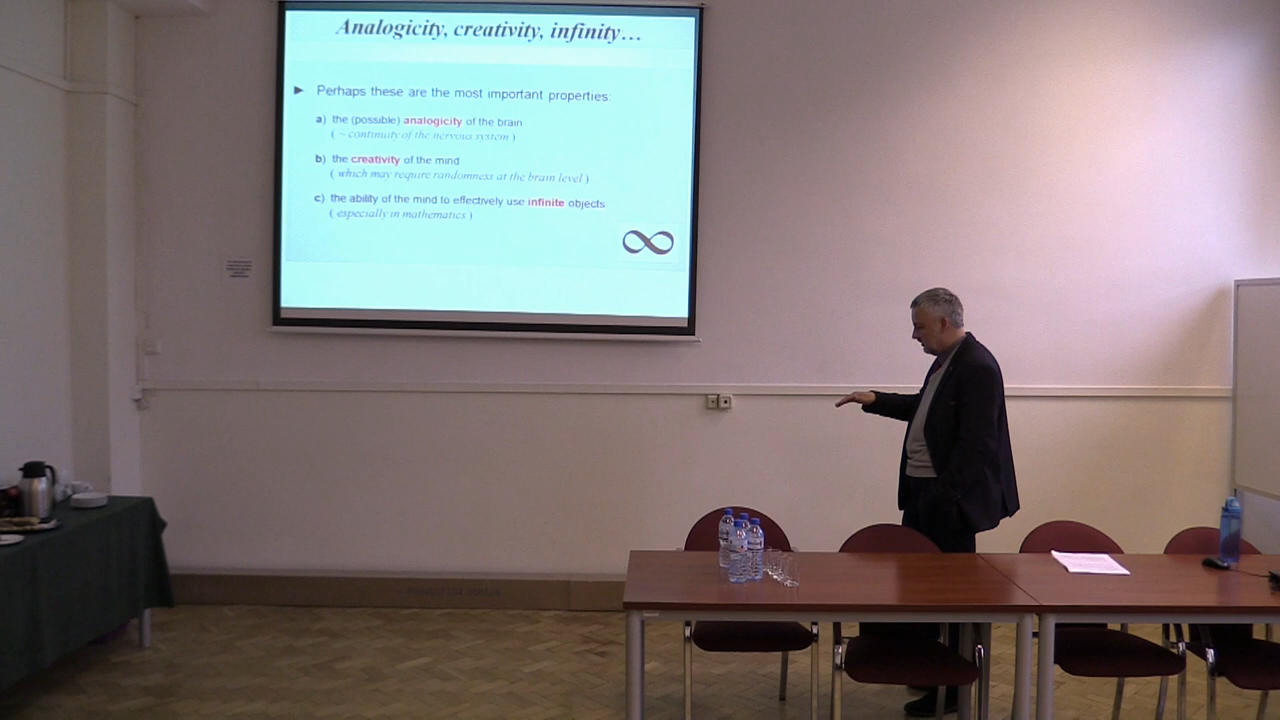 Analogicity, creativity, infinity…
► Perhaps these are the most important properties:
a) the (possible) analogicity of the brain
( ~ continuity of the nervous system )
b) the creativity of the mind
( which may require randomness at the brain level )
c) the ability of the mind to effectively use infinite objects
( especially in mathematics )
∞